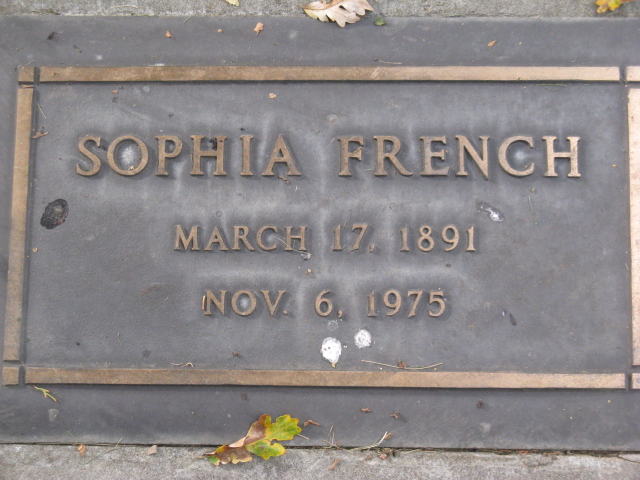 SOPHIA FRENCH
MARCH 17, 1891
NOV. 6, 1975